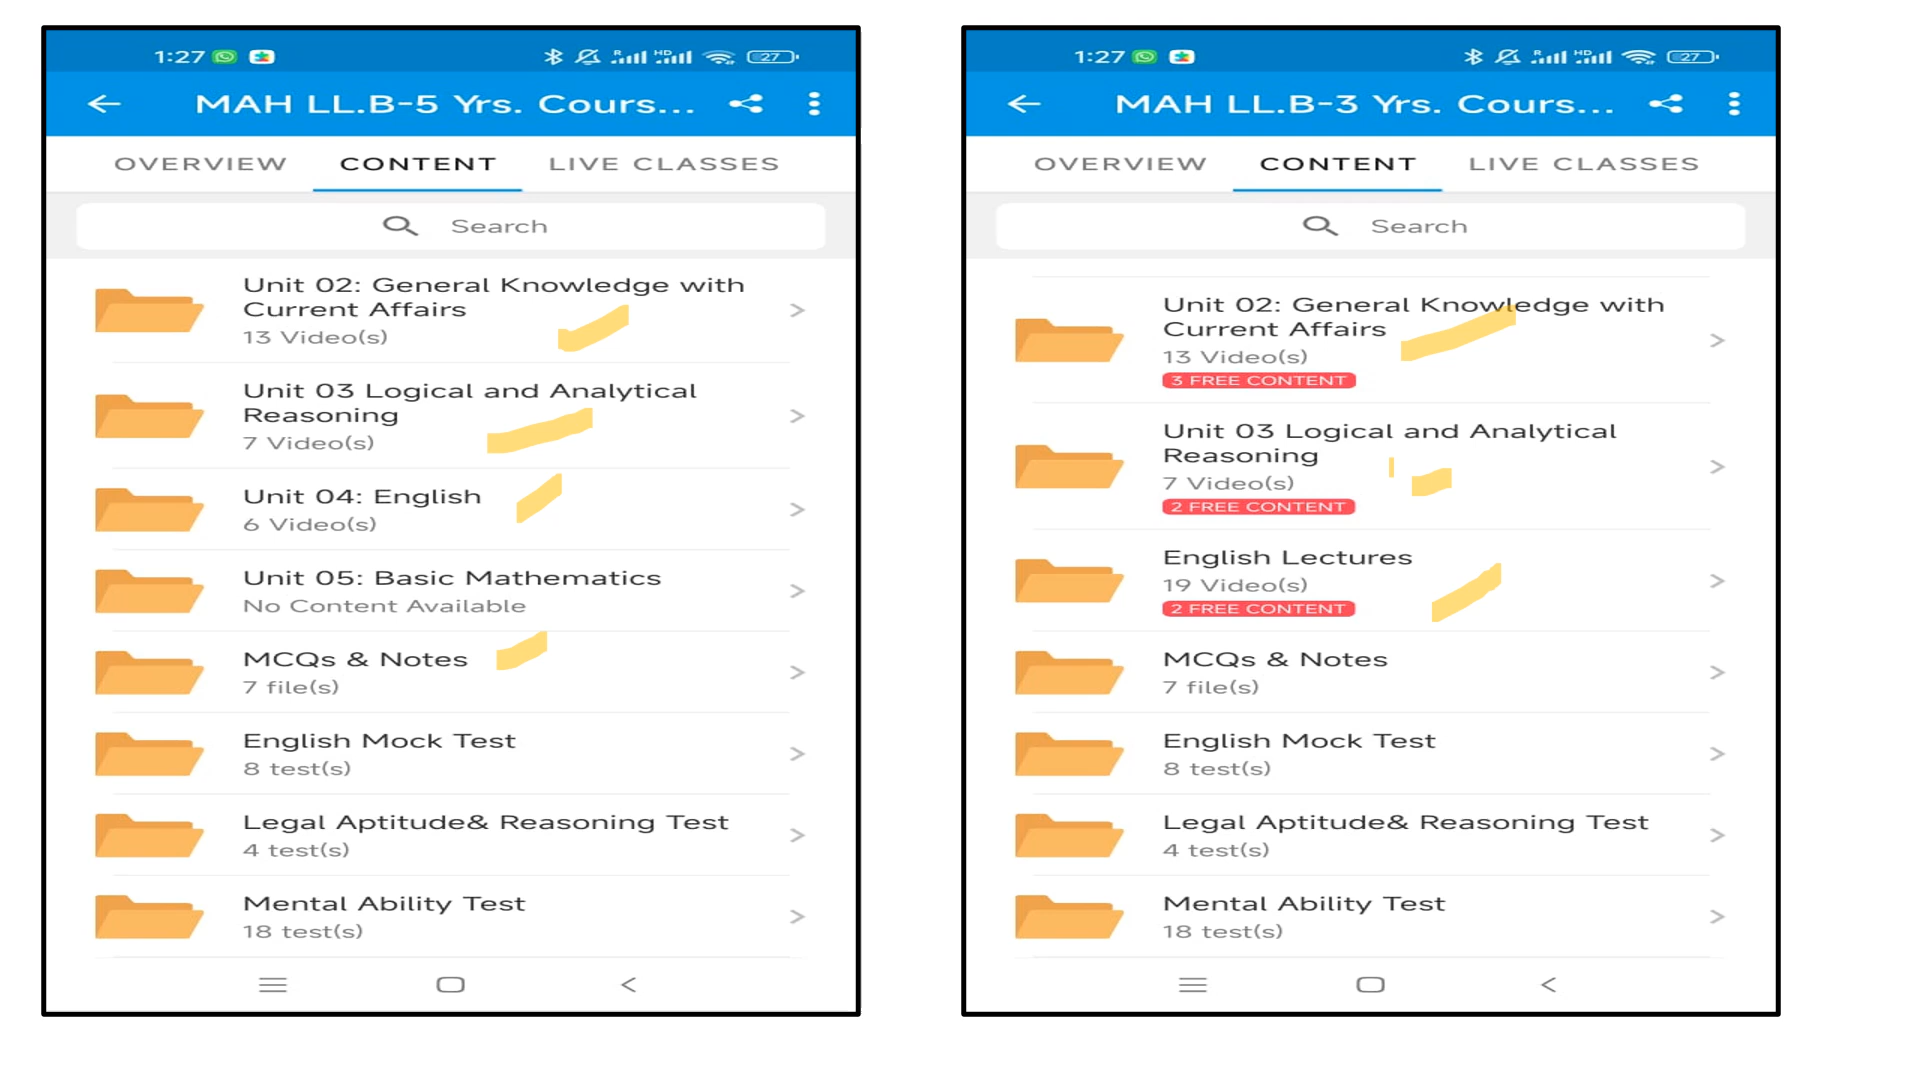 1:27
27
MAH LL.B-5 Yrs. Cours...
OVERVIEW CONTENT LIVE CLASSES
Search
Unit 02: General Knowledge with
Current Affairs
13 Video(s)
Unit 03 Logical and Analytical
Reasoning
7 Video(s)
Unit 04: English
6 Video(s)
Unit 05: Basic Mathematics
No Content Available
MCQs & Notes
7 file(s)
English Mock Test
8 test(s)
Legal Aptitude& Reasoning Test
4 test(s)
Mental Ability Test
18 test(s)
1:27
27
MAH LL.B-3 Yrs. Cours...
OVERVIEW CONTENT LIVE CLASSES
Search
Unit 02: General Knowledge with
Current Affairs
13 Video(s)
3 FREE CONTENT
Unit 03 Logical and Analytical
Reasoning
7 Video(s)
2 FREE CONTENT
English Lectures
19 Video(s)
2 FREE CONTENT
MCQs & Notes
7 file(s)
English Mock Test
8 test(s)
Legal Aptitude& Reasoning Test
4 test(s)
Mental Ability Test
18 test(s)